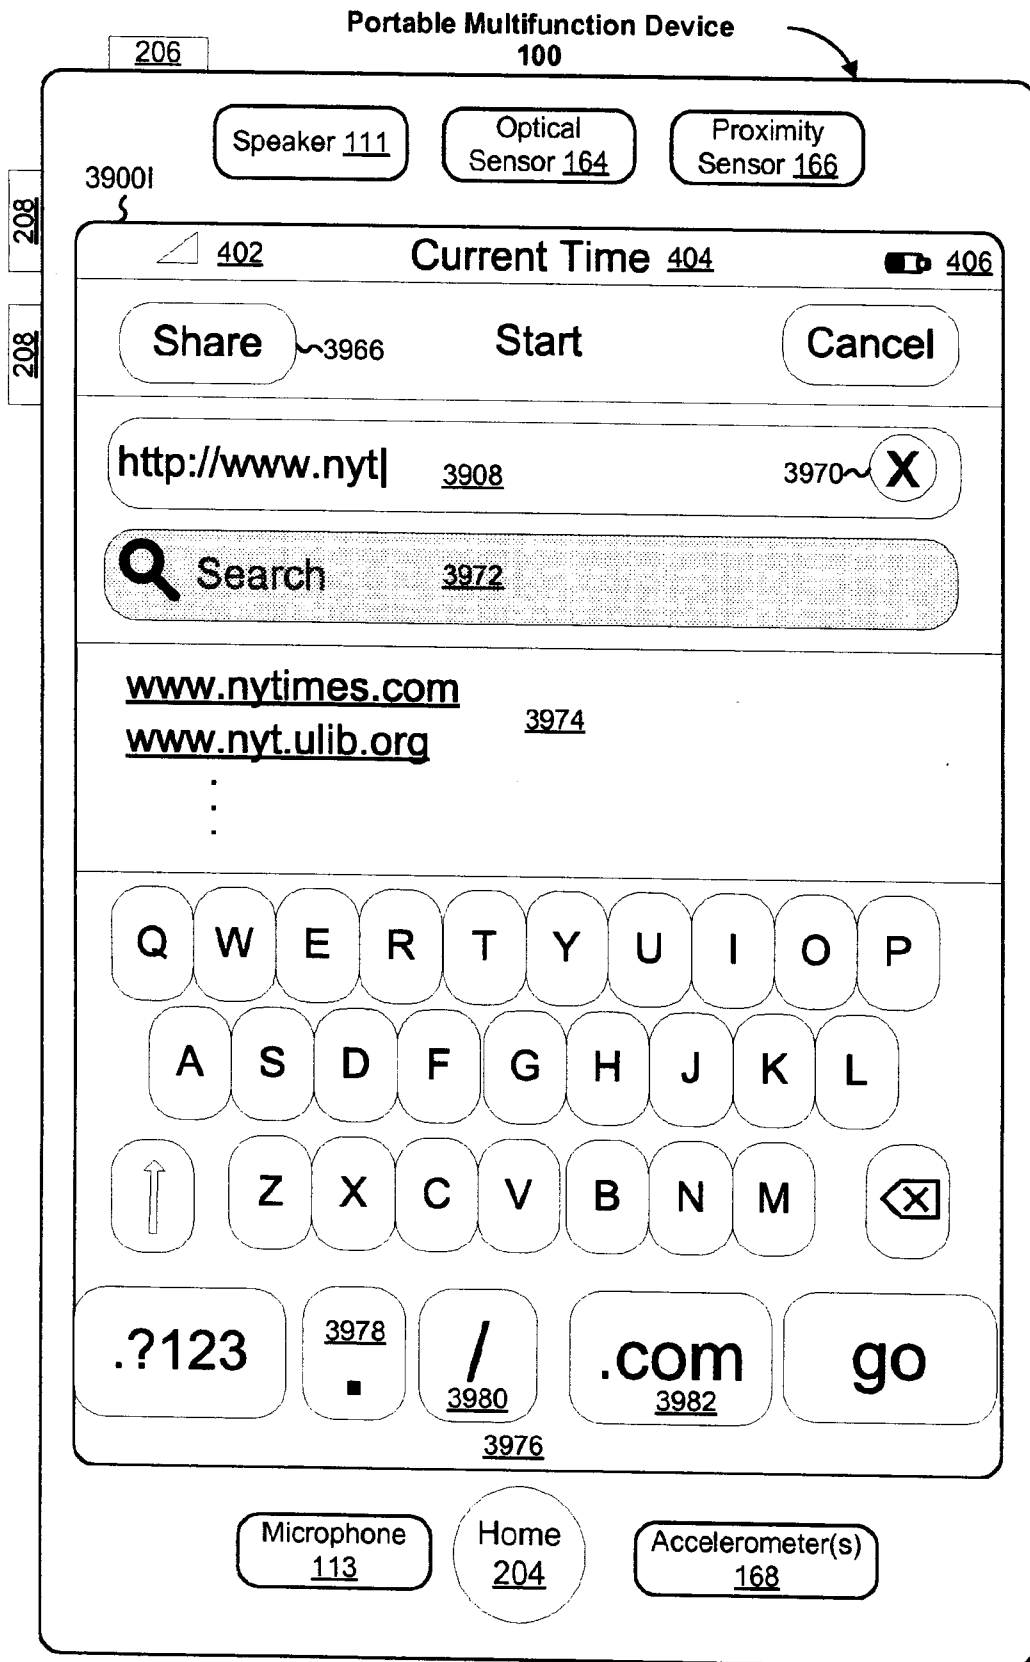 Portable Multifunction Device
100
206
Speaker 111
Optical
Sensor 164
Proximity
Sensor 166
3900I
208
208
402 Current Time 404 406
Share 3966 Start Cancel
http://www.nyt 3908 3970 X
Search 3972
www.nytimes.com
3974
www.nyt.ulib.org
Q W E R T Y U I O P
A S D F G H J K L
Z X C V B N M
.?123 3978 . / 3980 .com 3982 go
3976
Microphone
113
Home
204
Accelerometer(s)
168